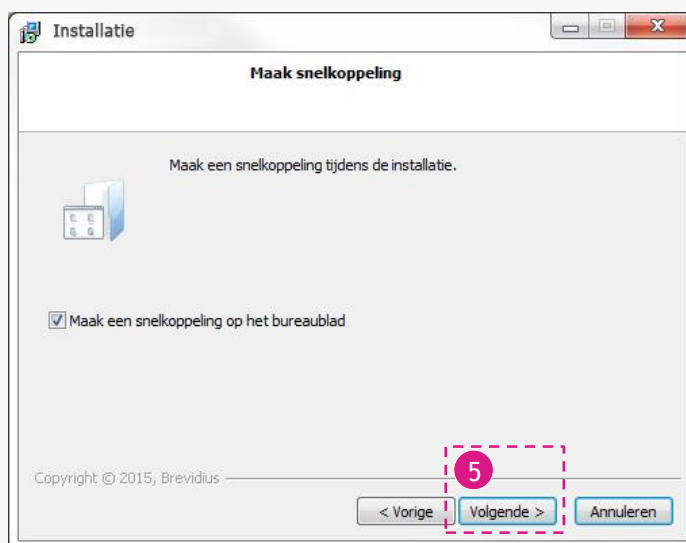 Installatie
Maak snelkoppeling
Maak een snelkoppeling tijdens de installatie.
Maak een snelkoppeling op het bureaublad
5
Copyright © 2015, Brevidius
< Vorige Volgende > Annuleren